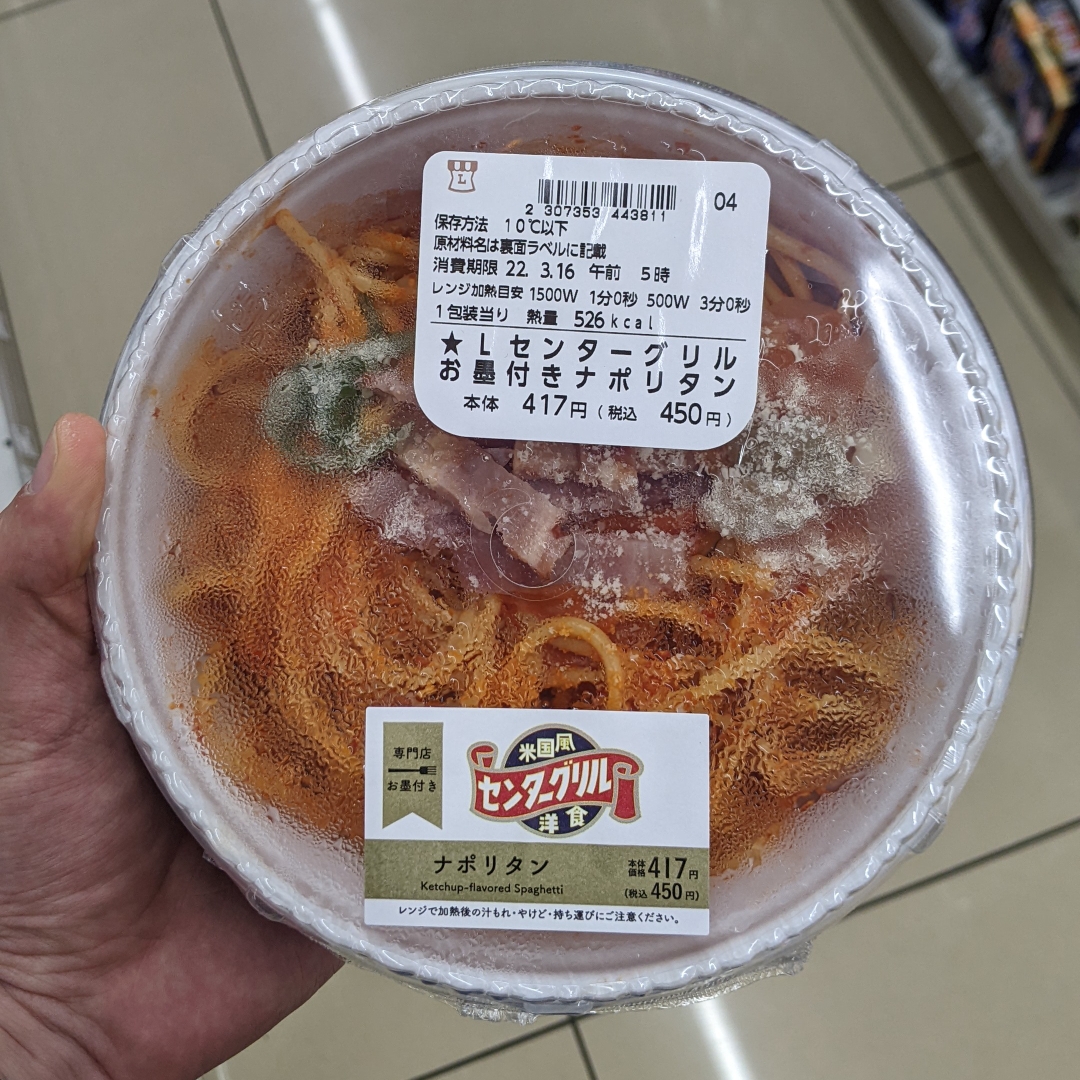 L
2 307353 443811
04
保存方法 10℃以下
原材料名は裏面ラベルに記載
消費期限 22. 3.16 午前 5時
レンジ加熱目安 1500W 1分0秒 500W 3分0秒
1包装当り 熱量 526kcal
★Lセンターグリル
お墨付きナポリタン
本体 417円(税込 450円)
専門店
お墨付き
米国風
センターグリル
洋食
ナポリタン
Ketchup-flavored Spaghetti
本体価格417円
(税込450円)
レンジで加熱後の汁もれ・やけど・持ち運びにご注意ください。